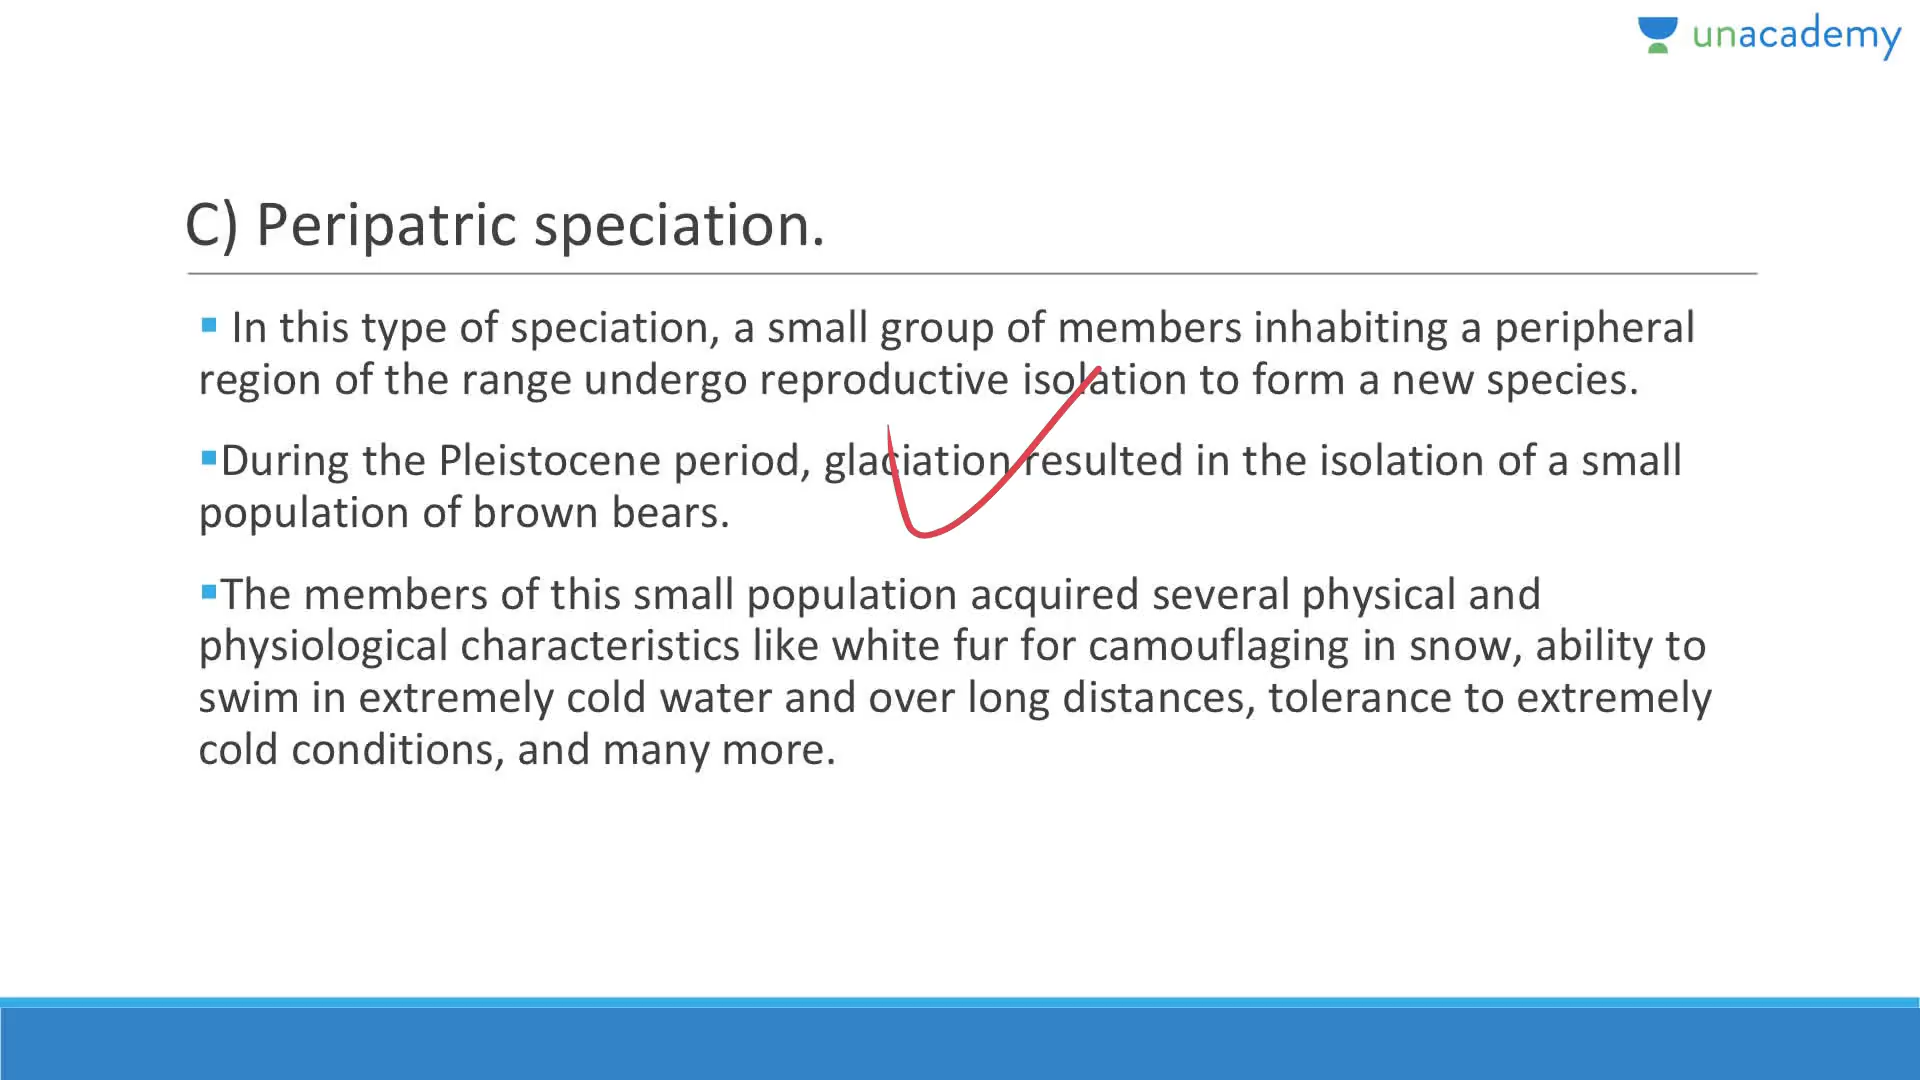 unacademy
C) Peripatric speciation.
▪ In this type of speciation, a small group of members inhabiting a peripheral
region of the range undergo reproductive isolation to form a new species.
▪During the Pleistocene period, glaciation resulted in the isolation of a small
population of brown bears.
▪The members of this small population acquired several physical and
physiological characteristics like white fur for camouflaging in snow, ability to
swim in extremely cold water and over long distances, tolerance to extremely
cold conditions, and many more.